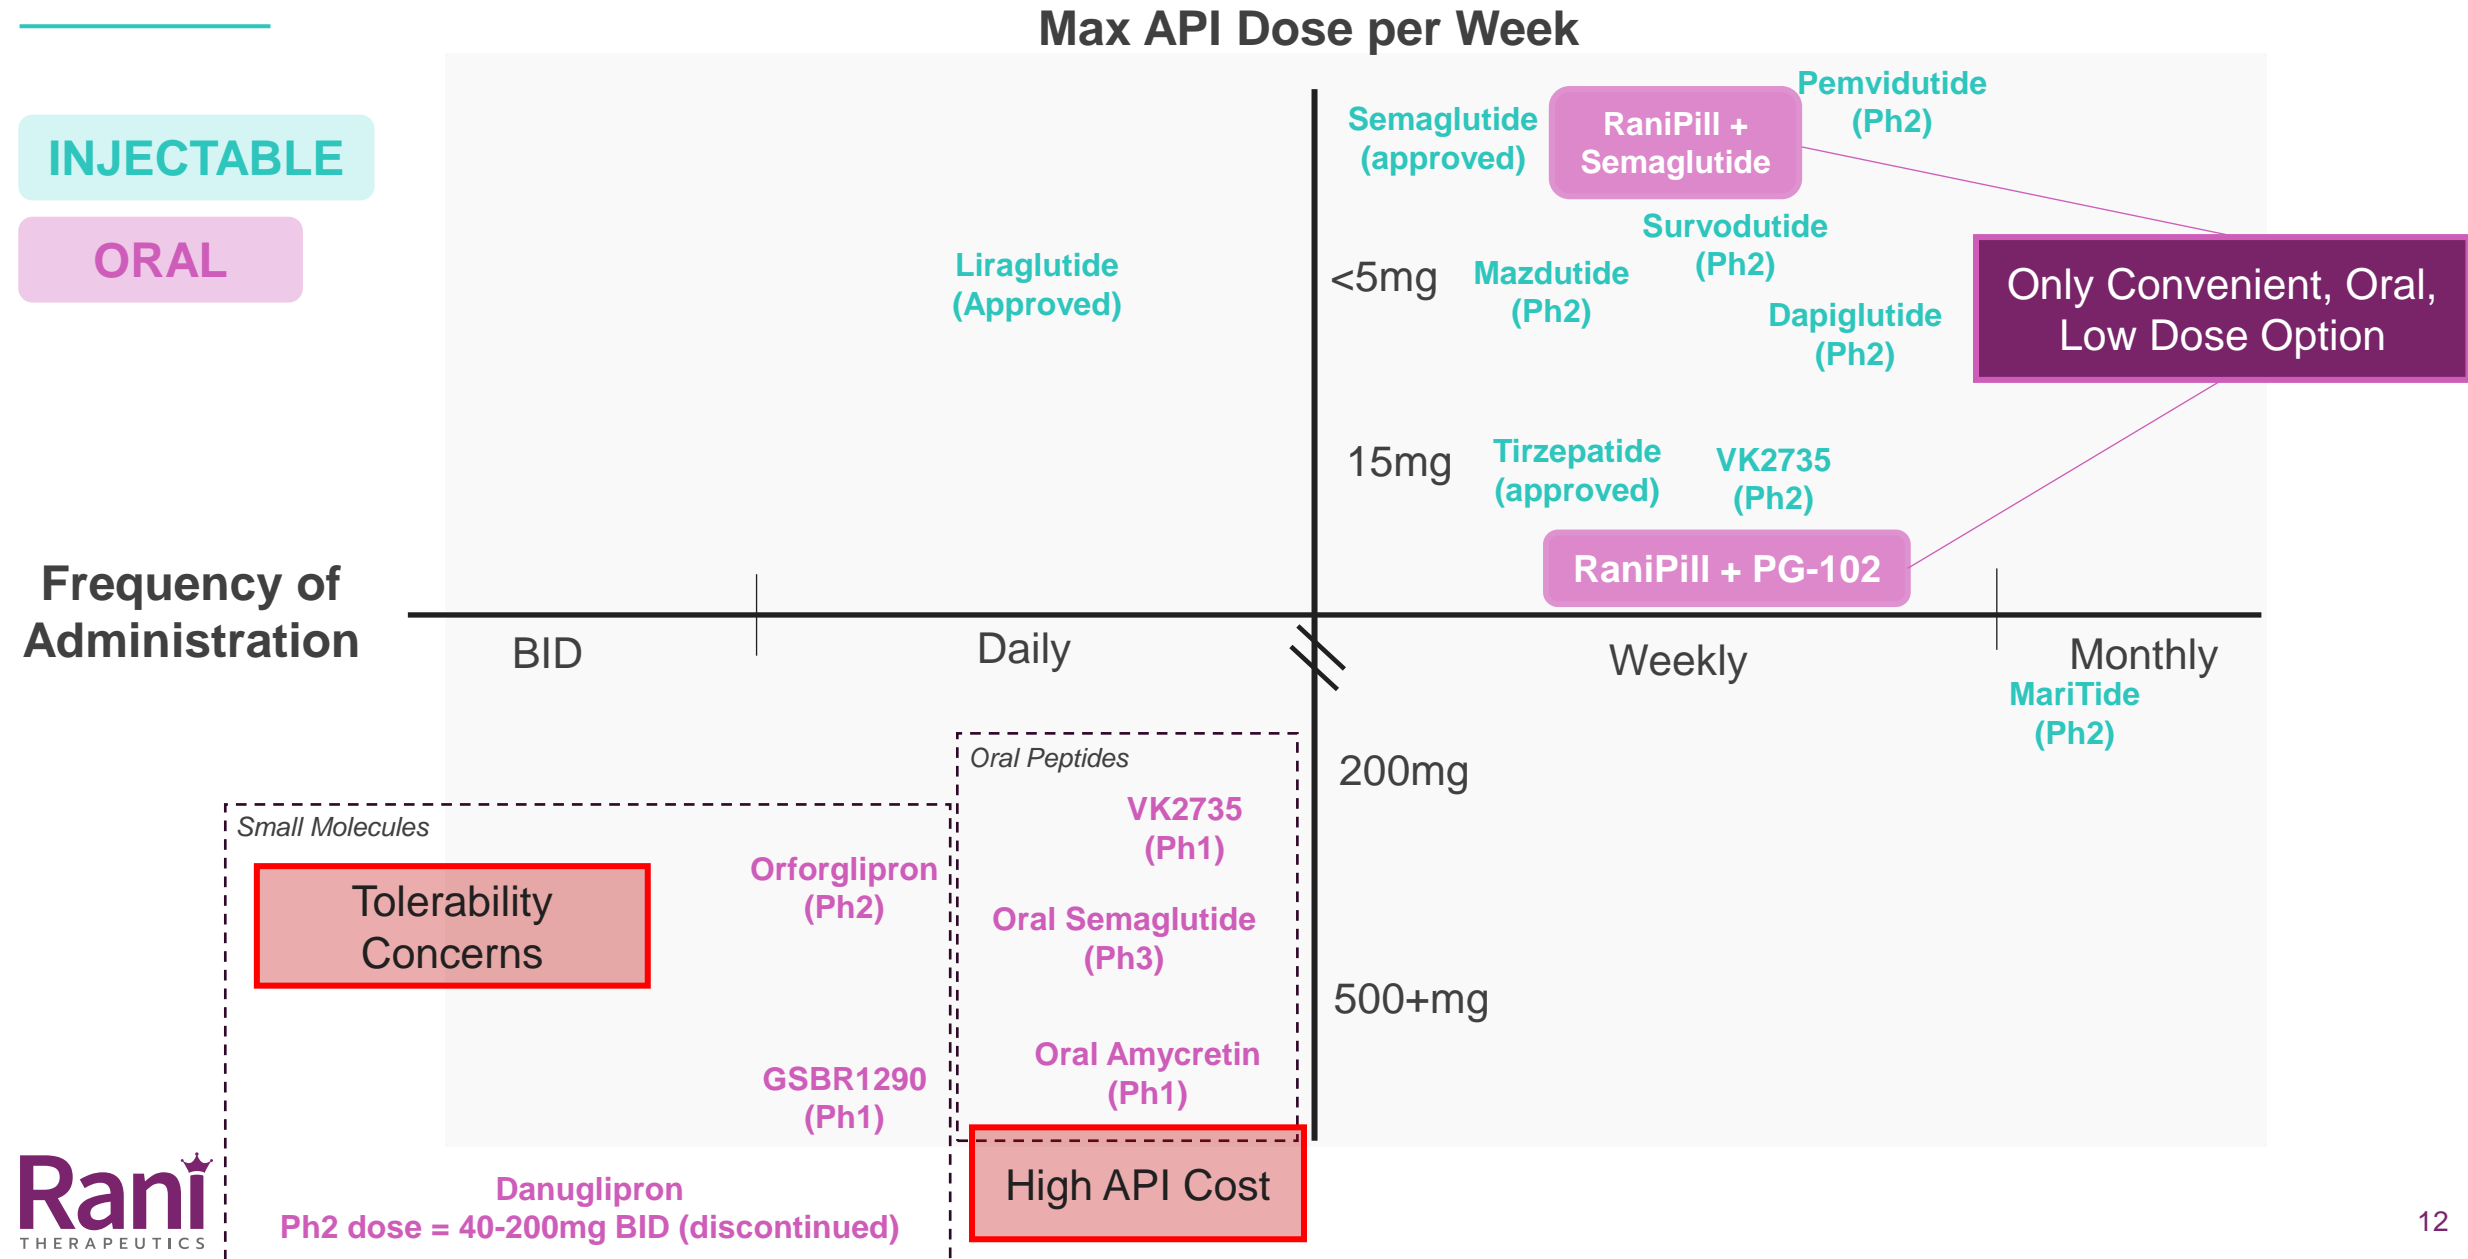 Max API Dose per Week
INJECTABLE
ORAL
Semaglutide
(approved)
RaniPill +
Semaglutide
Pemvidutide
(Ph2)
Liraglutide
(Approved)
<5mg
Mazdutide
(Ph2)
Survodutide
(Ph2)
Dapiglutide
(Ph2)
Only Convenient, Oral,
Low Dose Option
15mg
Tirzepatide
(approved)
VK2735
(Ph2)
RaniPill + PG-102
Frequency of
Administration
BID
Daily
Weekly
Monthly
MariTide
(Ph2)
200mg
500+mg
Oral Peptides
VK2735
(Ph1)
Oral Semaglutide
(Ph3)
Oral Amycretin
(Ph1)
High API Cost
Small Molecules
Tolerability
Concerns
Orforglipron
(Ph2)
GSBR1290
(Ph1)
Danuglipron
Ph2 dose = 40-200mg BID (discontinued)
Rani
THERAPEUTICS
12